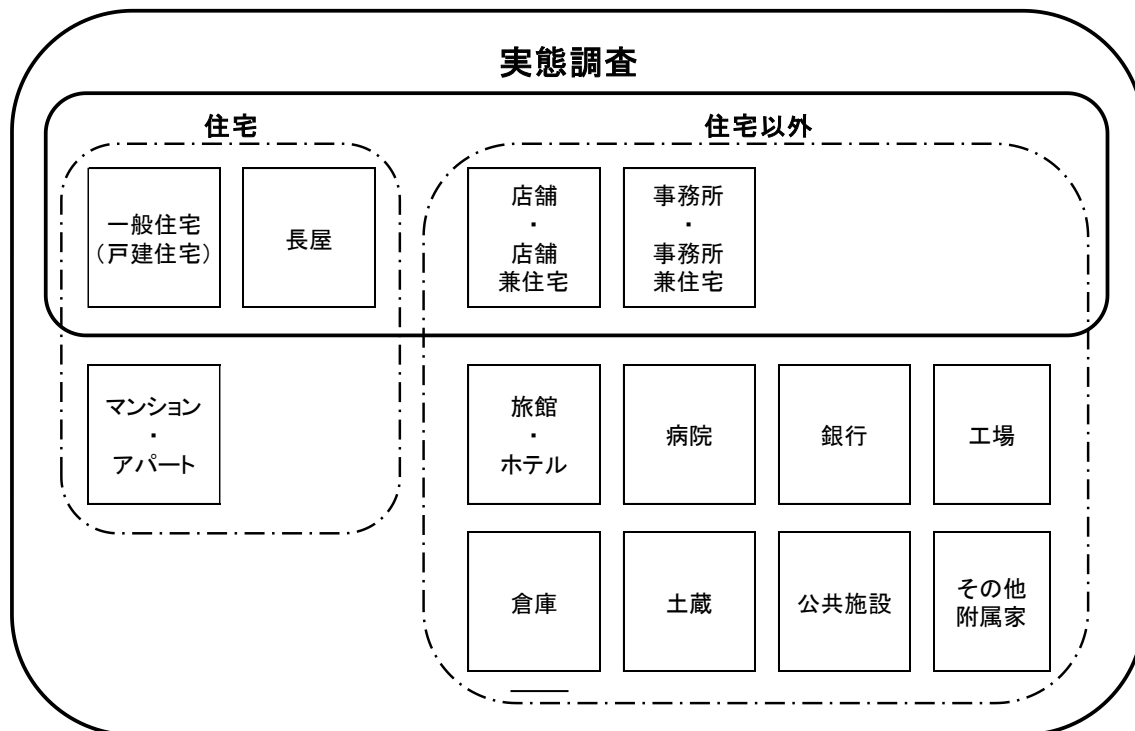 実態調査
住宅
住宅以外
一般住宅
（戸建住宅）
長屋
店舗
・
店舗
兼住宅
事務所
・
事務所
兼住宅
マンション
・
アパート
旅館
・
ホテル
病院
銀行
工場
倉庫
土蔵
公共施設
その他
附属家